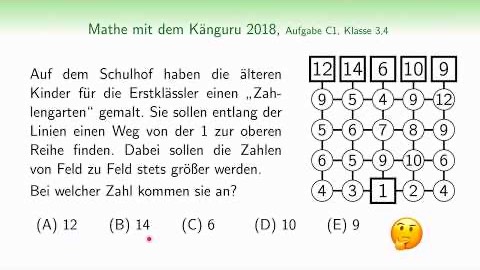 Mathe mit dem Känguru 2018, Aufgabe C1, Klasse 3,4
Auf dem Schulhof haben die älteren
Kinder für die Erstklässler einen „Zah-
lengarten“ gemalt. Sie sollen entlang der
Linien einen Weg von der 1 zur oberen
Reihe finden. Dabei sollen die Zahlen
von Feld zu Feld stets größer werden.
Bei welcher Zahl kommen sie an?
12 14 6 10 9
9 5 4 9 12
5 6 7 8 9
6 5 9 10 6
4 3 1 2 4
(A) 12 (B) 14 (C) 6 (D) 10 (E) 9